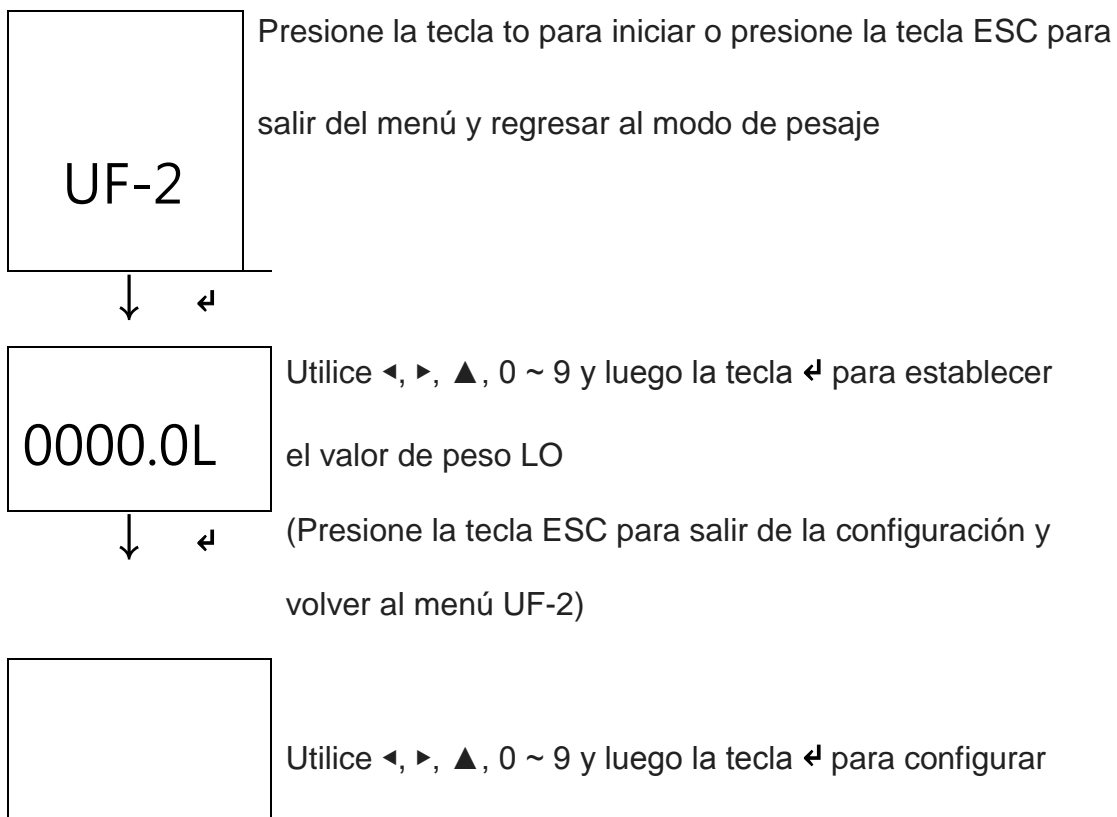 Presione la tecla to para iniciar o presione la tecla ESC para
salir del menú y regresar al modo de pesaje
UF-2
↓ ↲
Utilice ◄, ►, ▲, 0 ~ 9 y luego la tecla ↲ para establecer
0000.0L
el valor de peso LO
↓ ↲
(Presione la tecla ESC para salir de la configuración y
volver al menú UF-2)
Utilice ◄, ►, ▲, 0 ~ 9 y luego la tecla ↲ para configurar